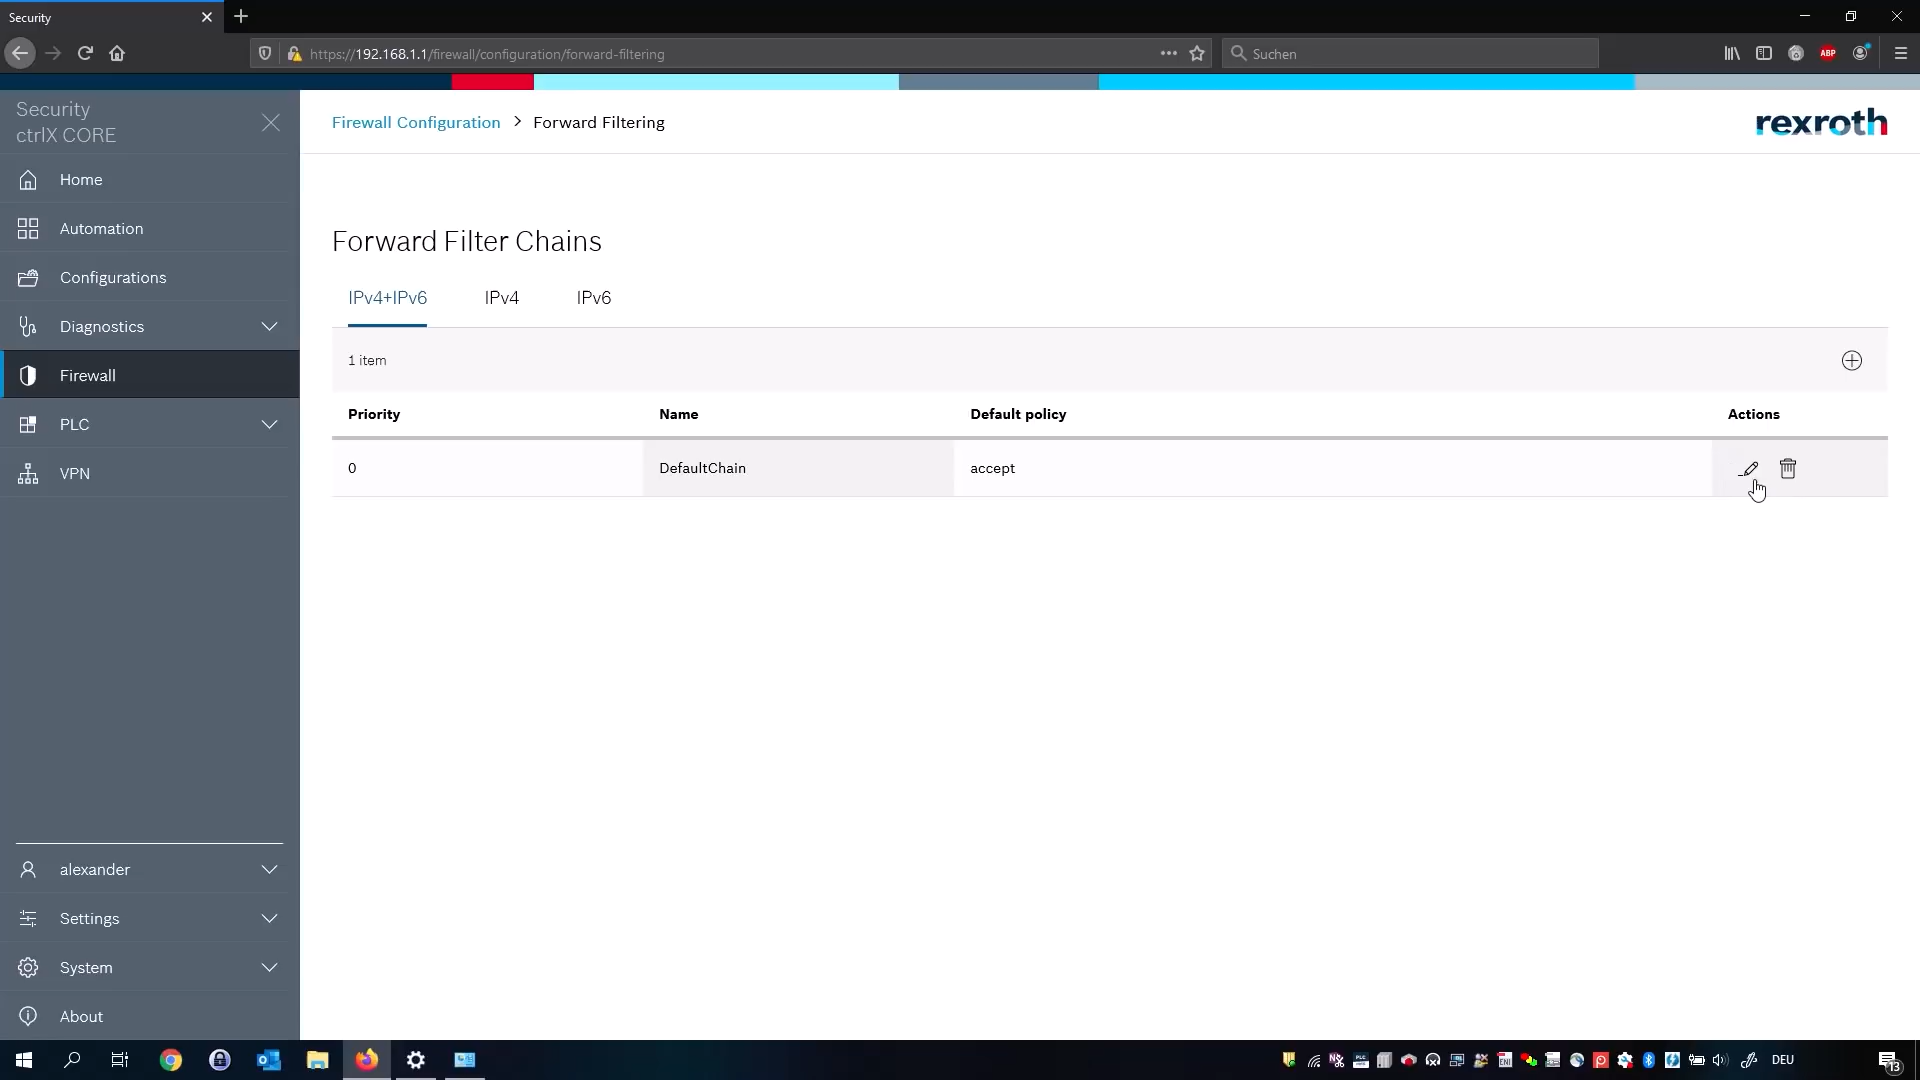 Security
https://192.168.1.1/firewall/configuration/forward-filtering
Suchen
ABP
Security
ctrlX CORE
Firewall Configuration > Forward Filtering
rexroth
Home
Automation
Configurations
Diagnostics
Firewall
PLC
VPN
Forward Filter Chains
IPv4+IPv6 IPv4 IPv6
1 item
Priority Name Default policy Actions
0 DefaultChain accept
alexander
Settings
System
About
DEU
13